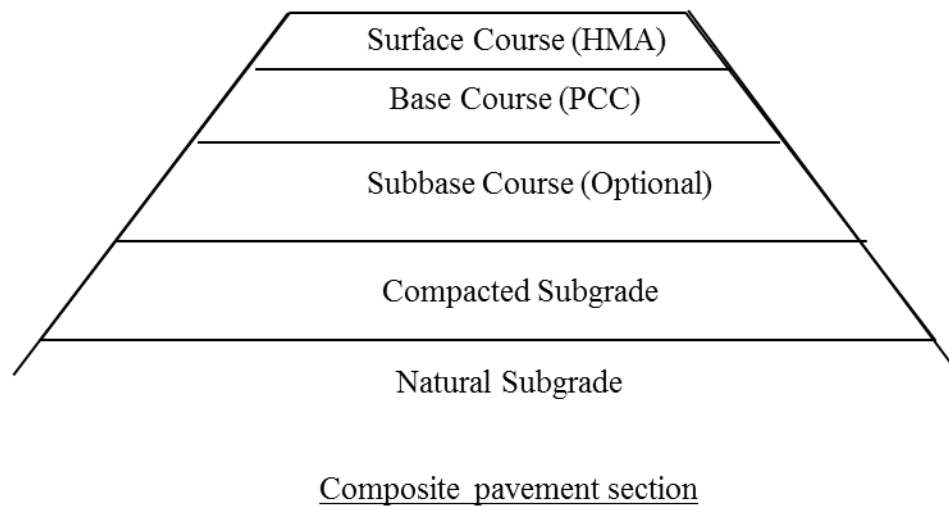 Surface Course (HMA)
Base Course (PCC)
Subbase Course (Optional)
Compacted Subgrade
Natural Subgrade
Composite pavement section